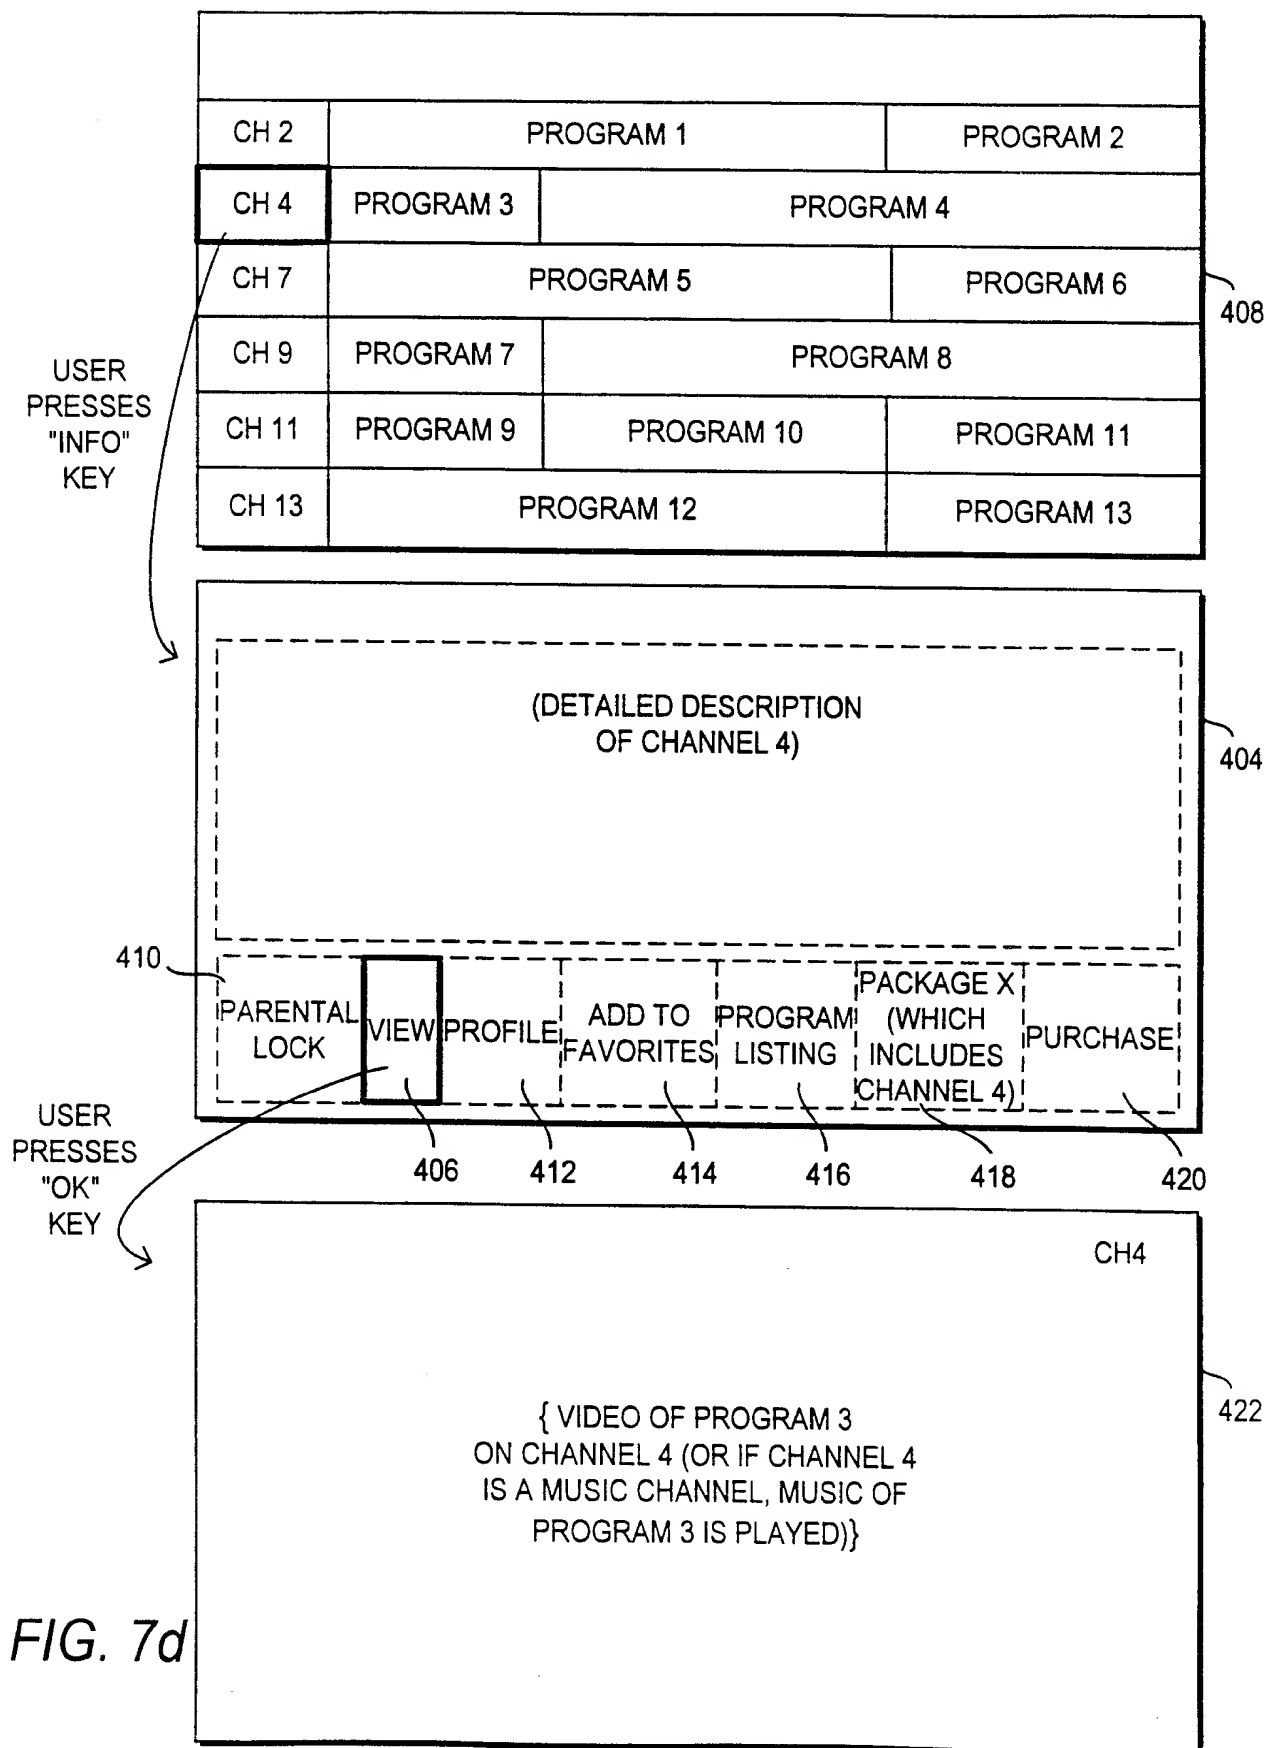 CH 2 PROGRAM 1 PROGRAM 2
CH 4 PROGRAM 3 PROGRAM 4
CH 7 PROGRAM 5 PROGRAM 6
408
CH 9 PROGRAM 7 PROGRAM 8
CH 11 PROGRAM 9 PROGRAM 10 PROGRAM 11
CH 13 PROGRAM 12 PROGRAM 13
USER
PRESSES
"INFO"
KEY
(DETAILED DESCRIPTION
OF CHANNEL 4)
404
410
PARENTAL
LOCK
VIEW
PROFILE
ADD TO
FAVORITES
PROGRAM
LISTING
PACKAGE X
(WHICH
INCLUDES
CHANNEL 4)
PURCHASE
406 412 414 416 418 420
USER
PRESSES
"OK"
KEY
CH4
{ VIDEO OF PROGRAM 3
ON CHANNEL 4 (OR IF CHANNEL 4
IS A MUSIC CHANNEL, MUSIC OF
PROGRAM 3 IS PLAYED)}
422
FIG. 7d